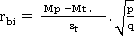 r_bi = (Mp - Mt.)/s_t . √(p/q)